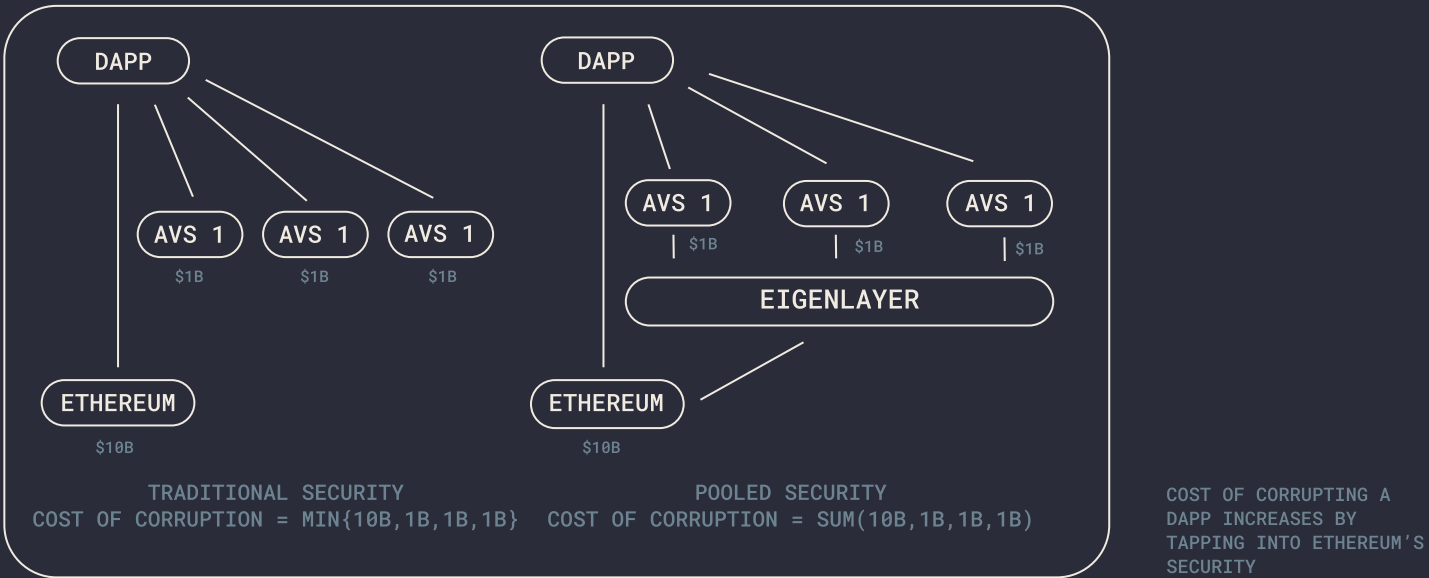 DAPP
AVS 1
AVS 1
AVS 1
$1B
$1B
$1B
ETHEREUM
$10B
TRADITIONAL SECURITY
COST OF CORRUPTION = MIN{10B,1B,1B,1B}
DAPP
AVS 1
AVS 1
AVS 1
$1B
$1B
$1B
EIGENLAYER
ETHEREUM
$10B
POOLED SECURITY
COST OF CORRUPTION = SUM(10B,1B,1B,1B)
COST OF CORRUPTING A
DAPP INCREASES BY
TAPPING INTO ETHEREUM’S
SECURITY